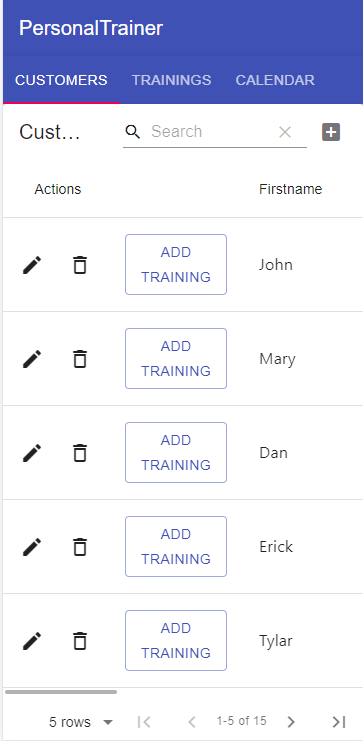 PersonalTrainer
CUSTOMERS TRAININGS CALENDAR
Cust... Search
Actions Firstname
ADD
TRAINING
John
ADD
TRAINING
Mary
ADD
TRAINING
Dan
ADD
TRAINING
Erick
ADD
TRAINING
Tylar
5 rows 1-5 of 15